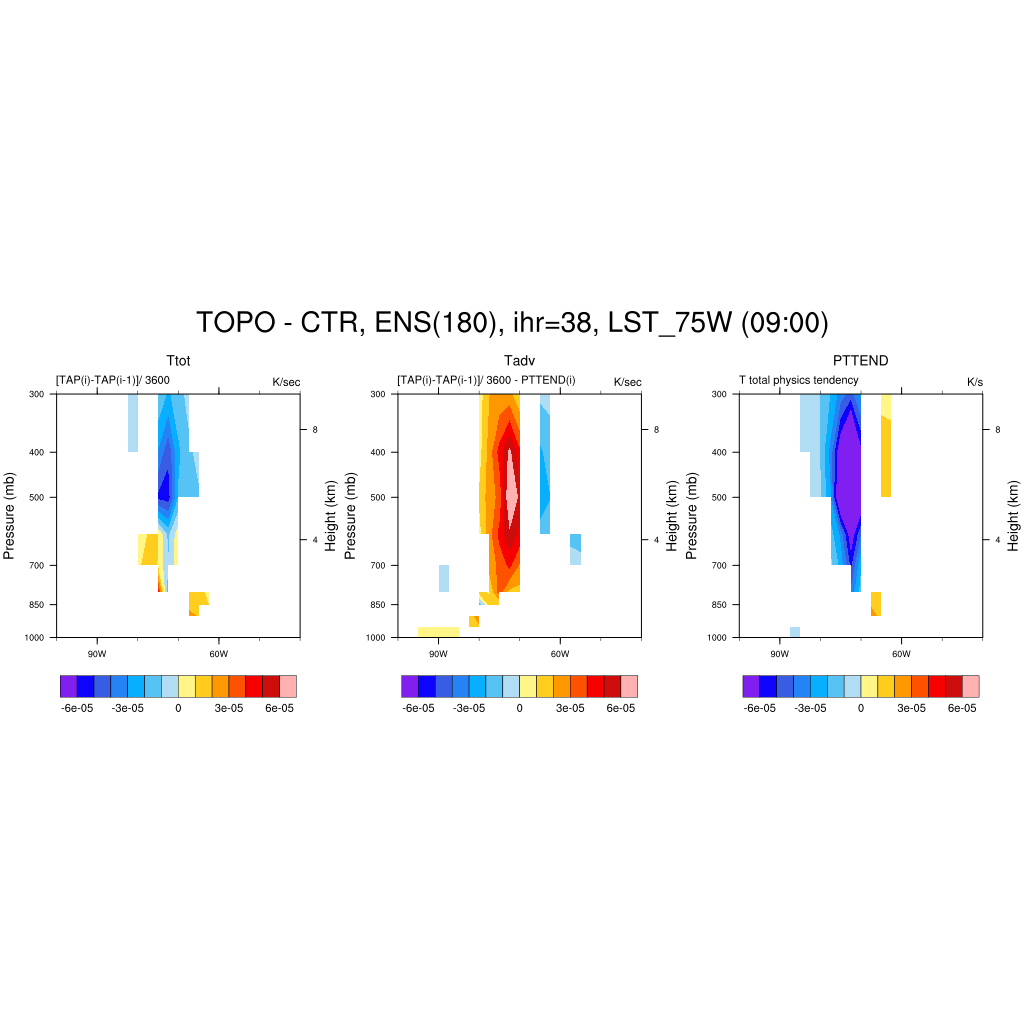 TOPO - CTR, ENS(180), ihr=38, LST_75W (09:00)
Ttot
[TAP(i)-TAP(i-1)]/ 3600 K/sec
300
400
500
700
850
1000
Pressure (mb)
8
4
Height (km)
90W 60W
-6e-05 -3e-05 0 3e-05 6e-05
Tadv
[TAP(i)-TAP(i-1)]/ 3600 - PTTEND(i) K/sec
300
400
500
700
850
1000
Pressure (mb)
8
4
Height (km)
90W 60W
-6e-05 -3e-05 0 3e-05 6e-05
PTTEND
T total physics tendency K/s
300
400
500
700
850
1000
Pressure (mb)
8
4
Height (km)
90W 60W
-6e-05 -3e-05 0 3e-05 6e-05